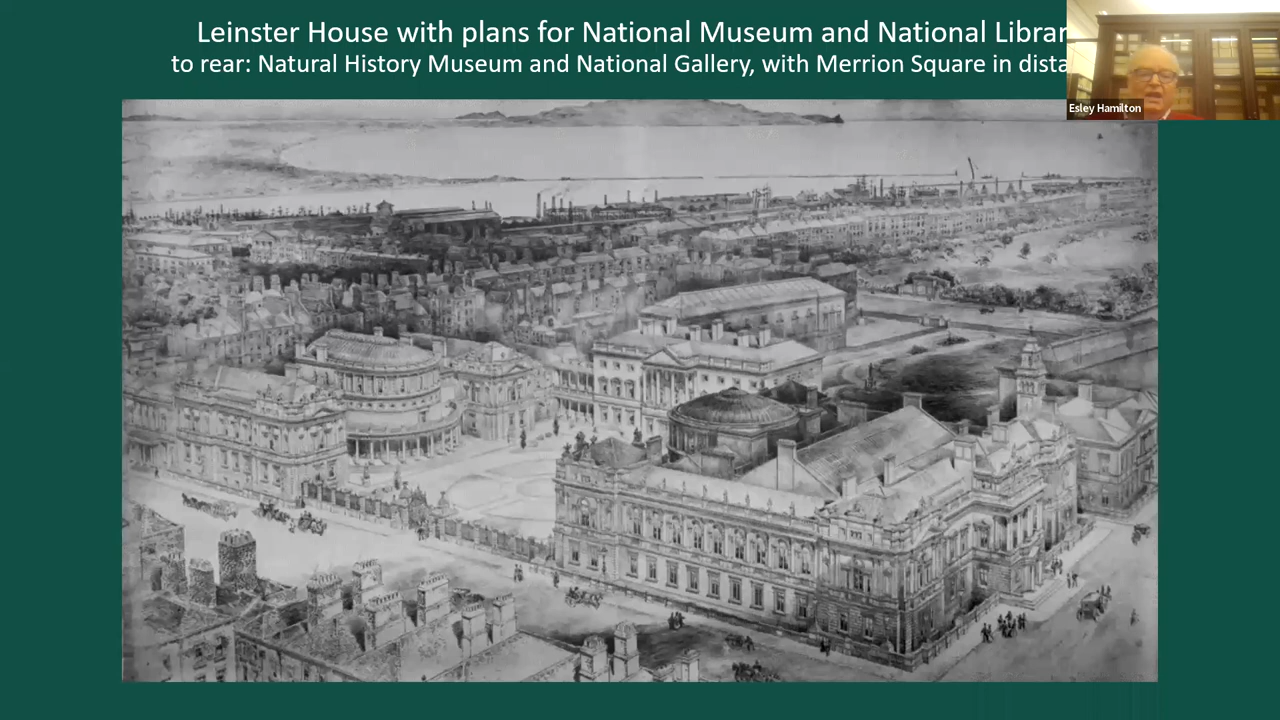 Leinster House with plans for National Museum and National Librar
to rear: Natural History Museum and National Gallery, with Merrion Square in dista
Esley Hamilton